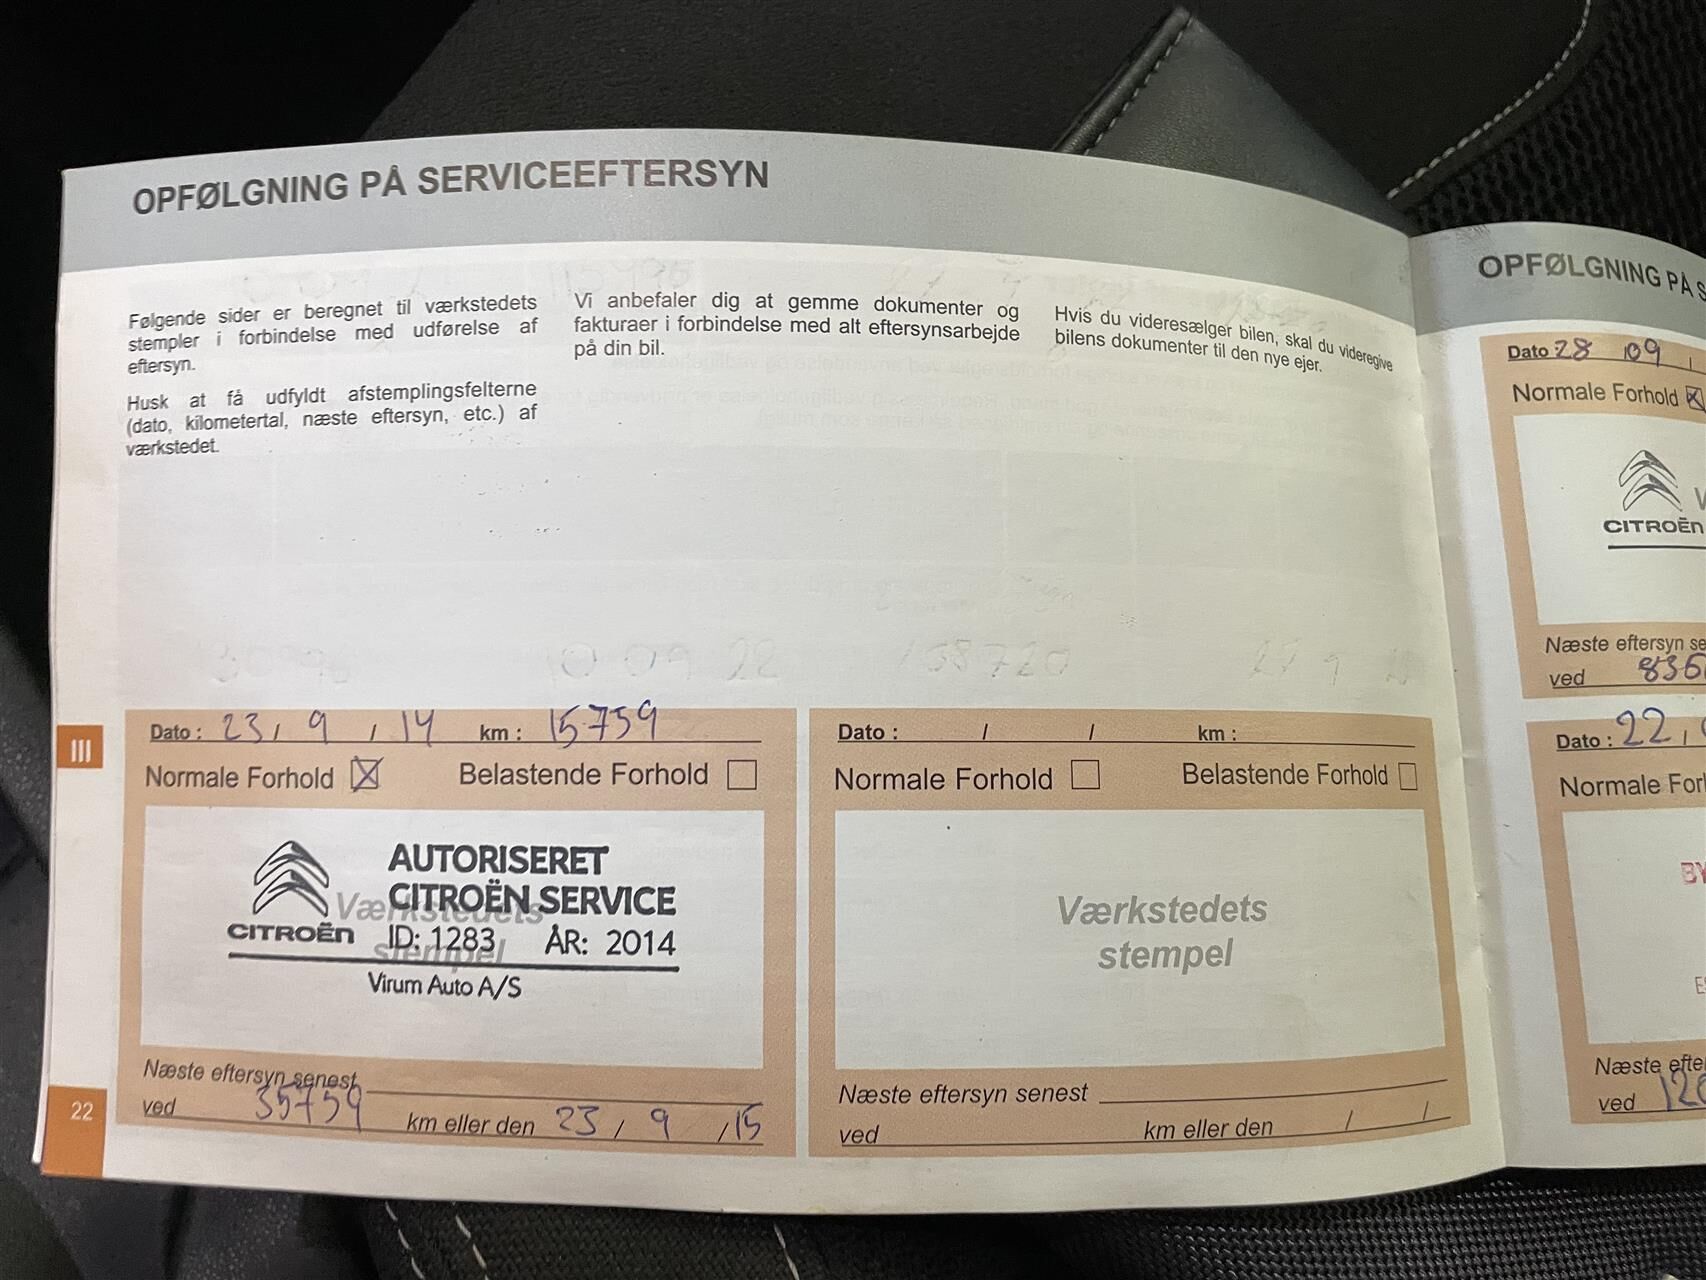 OPFØLGNING PÅ SERVICEEFTERSYN
Følgende sider er beregnet til værkstedets
stempler i forbindelse med udførelse af
eftersyn.
Husk at få udfyldt afstemplingsfelterne
(dato, kilometertal, næste eftersyn, etc.) af
værkstedet.
Vi anbefaler dig at gemme dokumenter og
fakturaer i forbindelse med alt eftersynsarbejde
på din bil.
Hvis du videresælger bilen, skal du videregive
bilens dokumenter til den nye ejer.
III
Dato : 23 / 9 / 14 km : 15759
Normale Forhold Belastende Forhold
Værkstedets
stempel
AUTORISERET
CITROËN SERVICE
CITROËN ID: 1283 ÅR: 2014
Virum Auto A/S
Næste eftersyn senest
ved 35759 km eller den 23 / 9 / 15
22
Dato : / / km :
Normale Forhold Belastende Forhold
Værkstedets
stempel
Næste eftersyn senest
ved km eller den / /
OPFØLGNING PÅ
Dato : 28 09 /
Normale Forhold
CITROËN
Næste eftersyn
ved
Dato : 22 /
Normale
Næste
ved